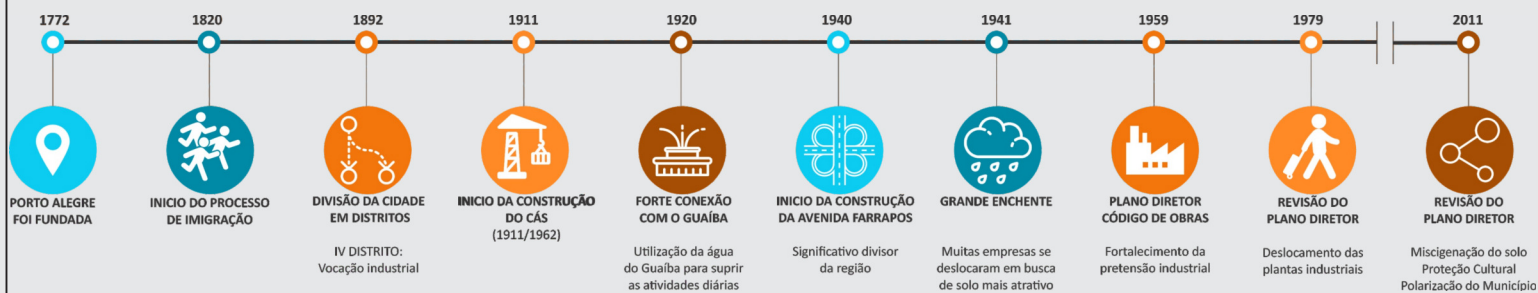 1772
PORTO ALEGRE
FOI FUNDADA
1820
INICIO DO PROCESSO
DE IMIGRAÇÃO
1892
DIVISÃO DA CIDADE
EM DISTRITOS
IV DISTRITO:
Vocação industrial
1911
INICIO DA CONSTRUÇÃO
DO CÁS
(1911/1962)
1920
FORTE CONEXÃO
COM O GUAÍBA
Utilização da água
do Guaíba para suprir
as atividades diárias
1940
INICIO DA CONSTRUÇÃO
DA AVENIDA FARRAPOS
Significativo divisor
da região
1941
GRANDE ENCHENTE
Muitas empresas se
deslocaram em busca
de solo mais atrativo
1959
PLANO DIRETOR
CÓDIGO DE OBRAS
Fortalecimento da
pretensão industrial
1979
REVISÃO DO
PLANO DIRETOR
Deslocamento das
plantas industriais
2011
REVISÃO DO
PLANO DIRETOR
Miscigenação do solo
Proteção Cultural
Polarização do Município